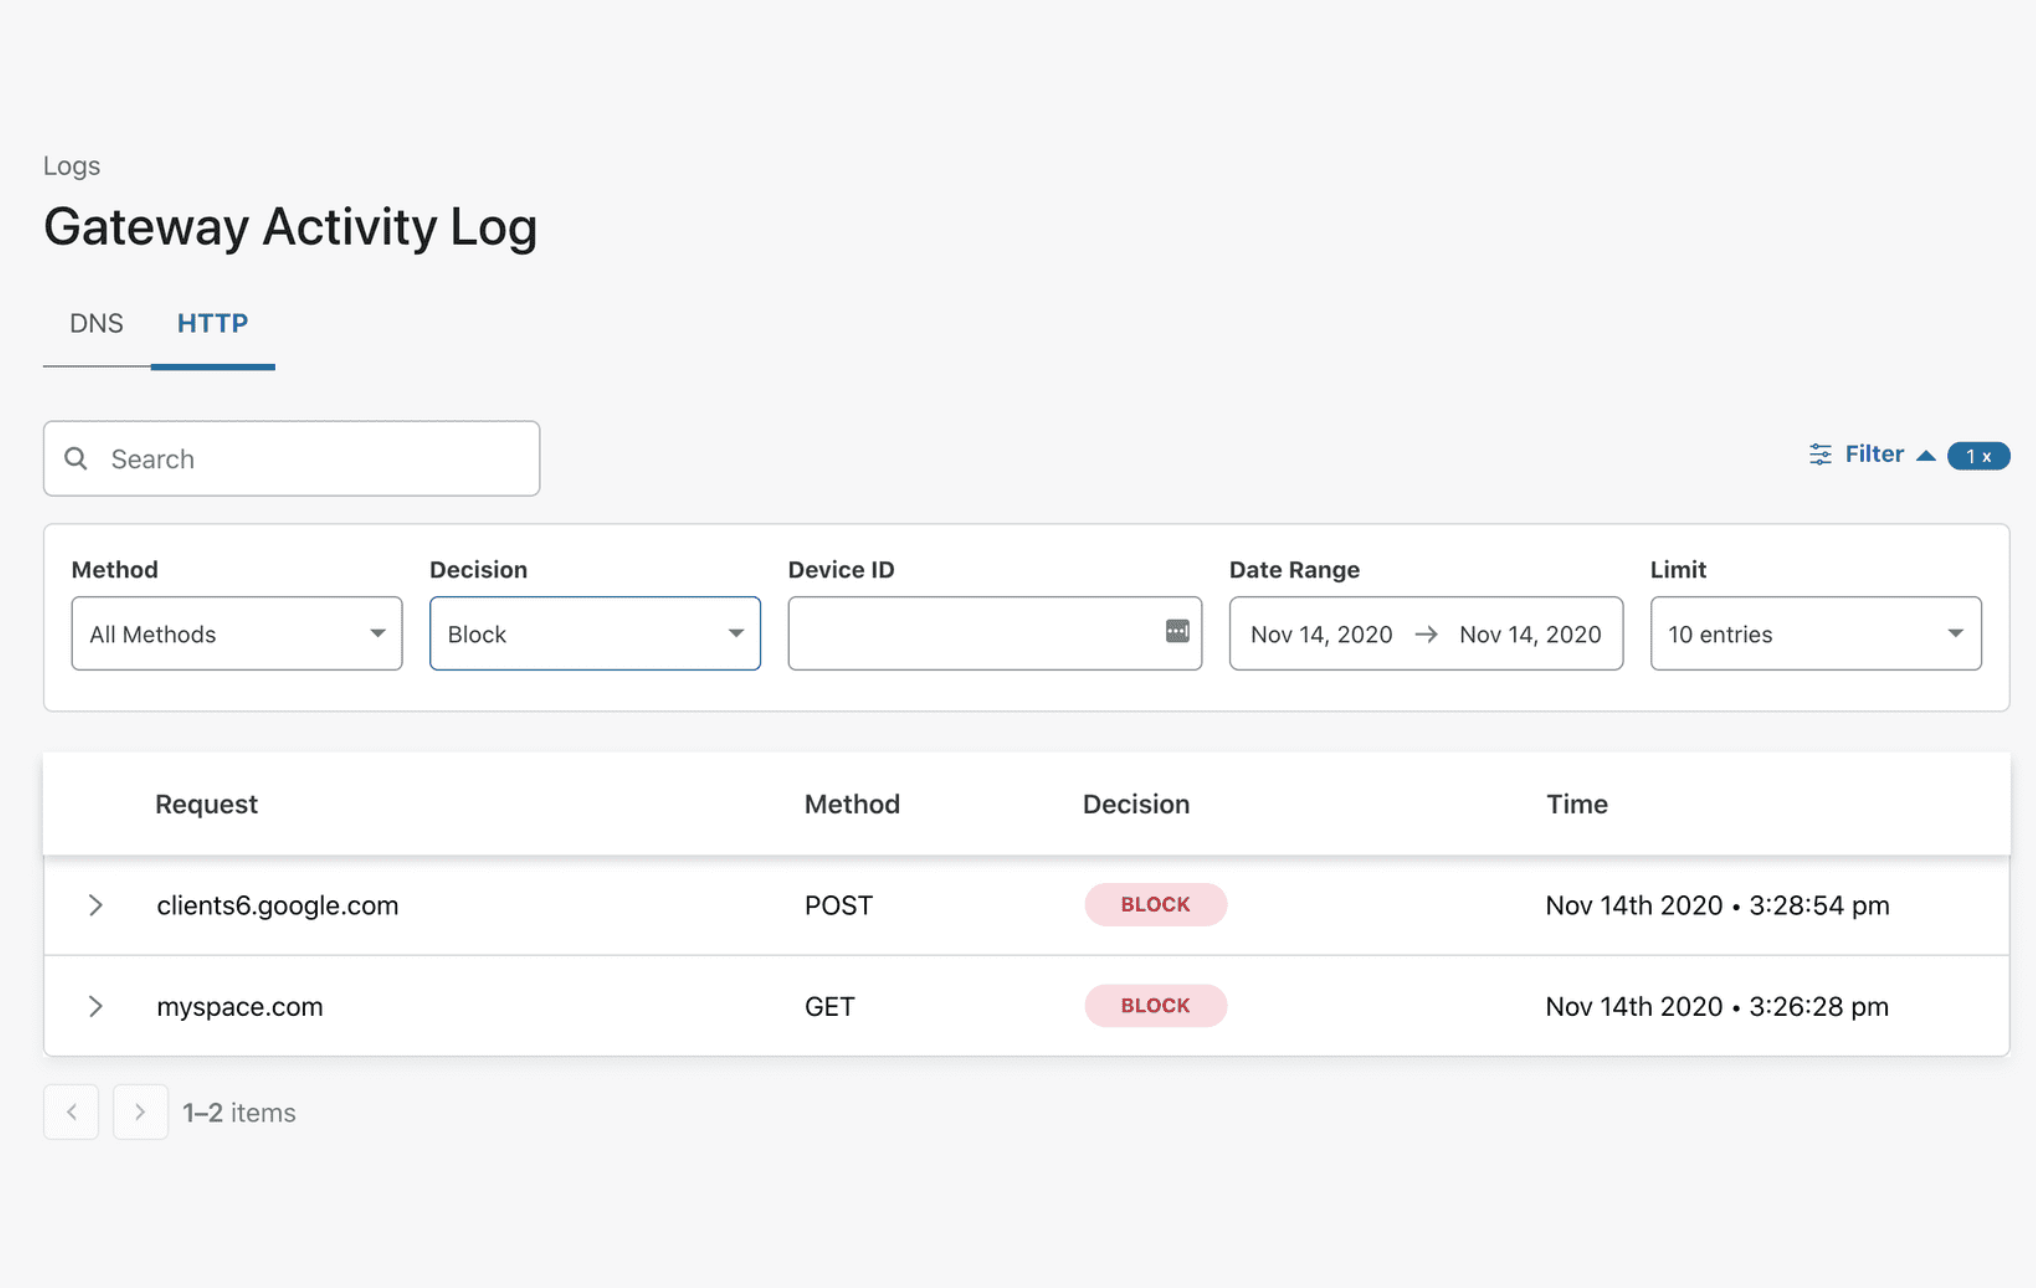 Logs
Gateway Activity Log
DNS HTTP
Search Filter 1 x
Method Decision Device ID Date Range Limit
All Methods Block Nov 14, 2020 → Nov 14, 2020 10 entries
Request Method Decision Time
clients6.google.com POST BLOCK Nov 14th 2020 • 3:28:54 pm
myspace.com GET BLOCK Nov 14th 2020 • 3:26:28 pm
1–2 items